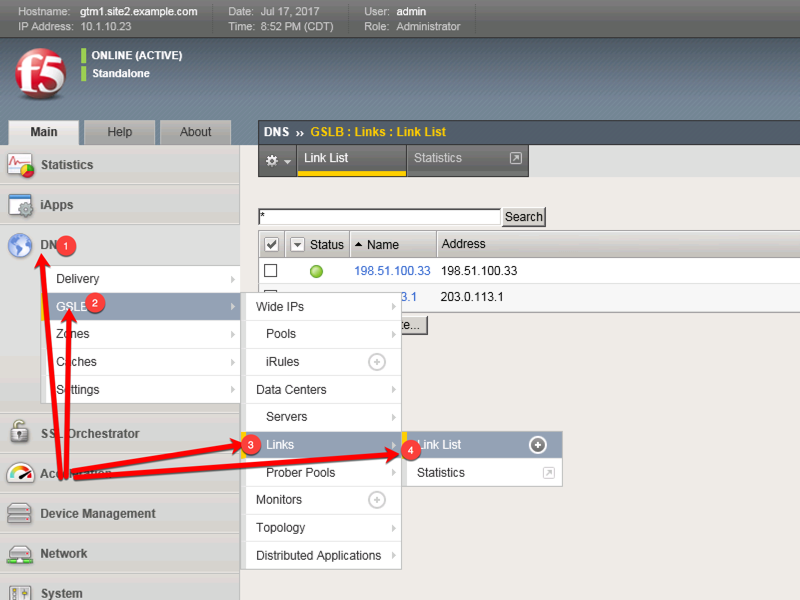 Hostname: gtm1.site2.example.com Date: Jul 17, 2017 User: admin
IP Address: 10.1.10.23 Time: 8:52 PM (CDT) Role: Administrator
f5
ONLINE (ACTIVE)
Standalone
Main Help About
DNS ›› GSLB : Links : Link List
Link List Statistics
Statistics
iApps
* Search
DN 1
Status Name Address
Delivery
198.51.100.33 198.51.100.33
GSLB 2
3.1 203.0.113.1
Wide IPs
Zones
Pools
Caches
iRules
Settings
Data Centers
Servers
SSL Orchestrator
3 Links
4 Link List
Prober Pools
Statistics
Monitors
Device Management
Topology
Network
Distributed Applications
System